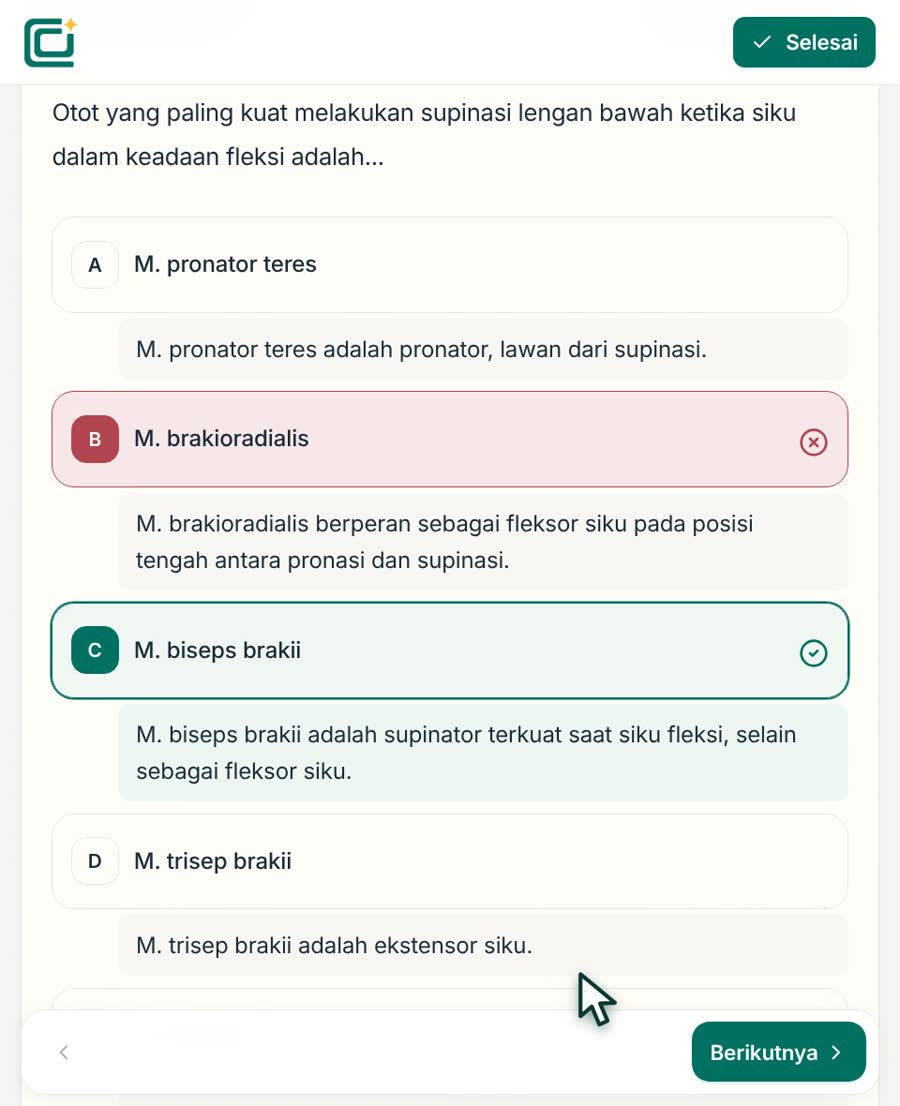 Selesai
Otot yang paling kuat melakukan supinasi lengan bawah ketika siku
dalam keadaan fleksi adalah...
A M. pronator teres
M. pronator teres adalah pronator, lawan dari supinasi.
B M. brakioradialis
M. brakioradialis berperan sebagai fleksor siku pada posisi
tengah antara pronasi dan supinasi.
C M. biseps brakii
M. biseps brakii adalah supinator terkuat saat siku fleksi, selain
sebagai fleksor siku.
D M. trisep brakii
M. trisep brakii adalah ekstensor siku.
Berikutnya